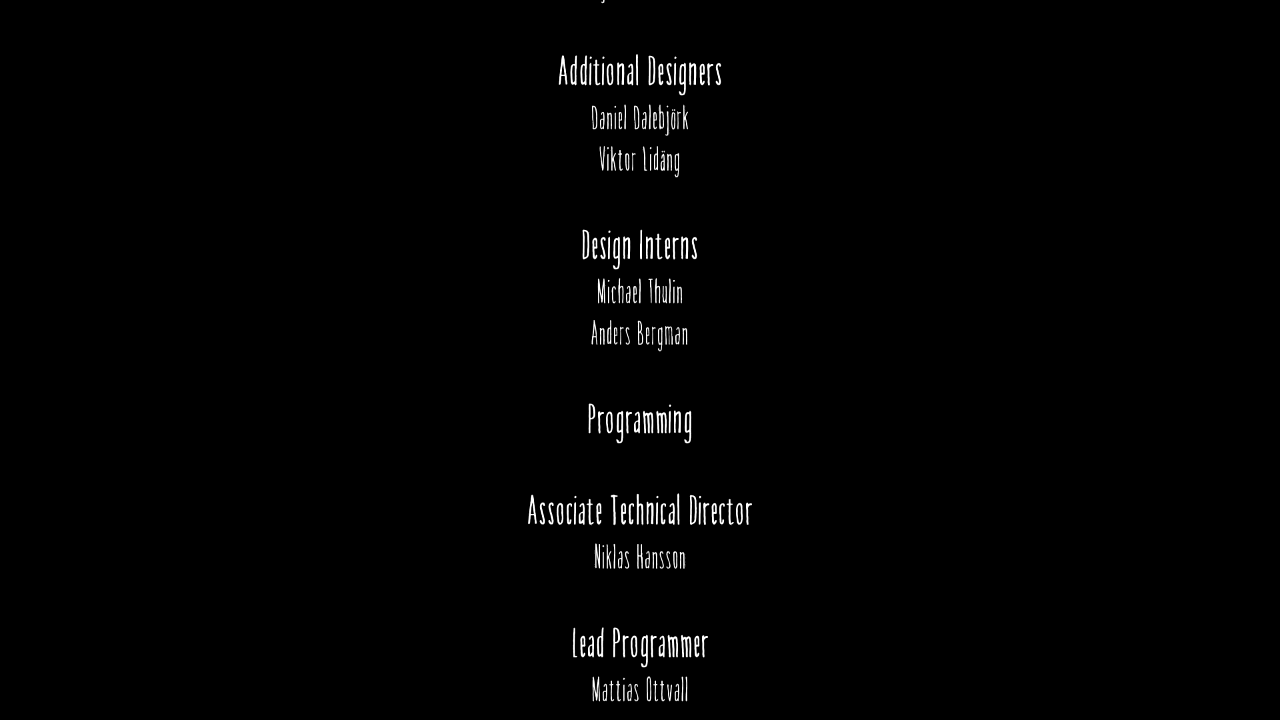 Additional Designers
Daniel Dalebjörk
Viktor Lidäng
Design Interns
Michael Thulin
Anders Bergman
Programming
Associate Technical Director
Niklas Hansson
Lead Programmer
Mattias Ottvall